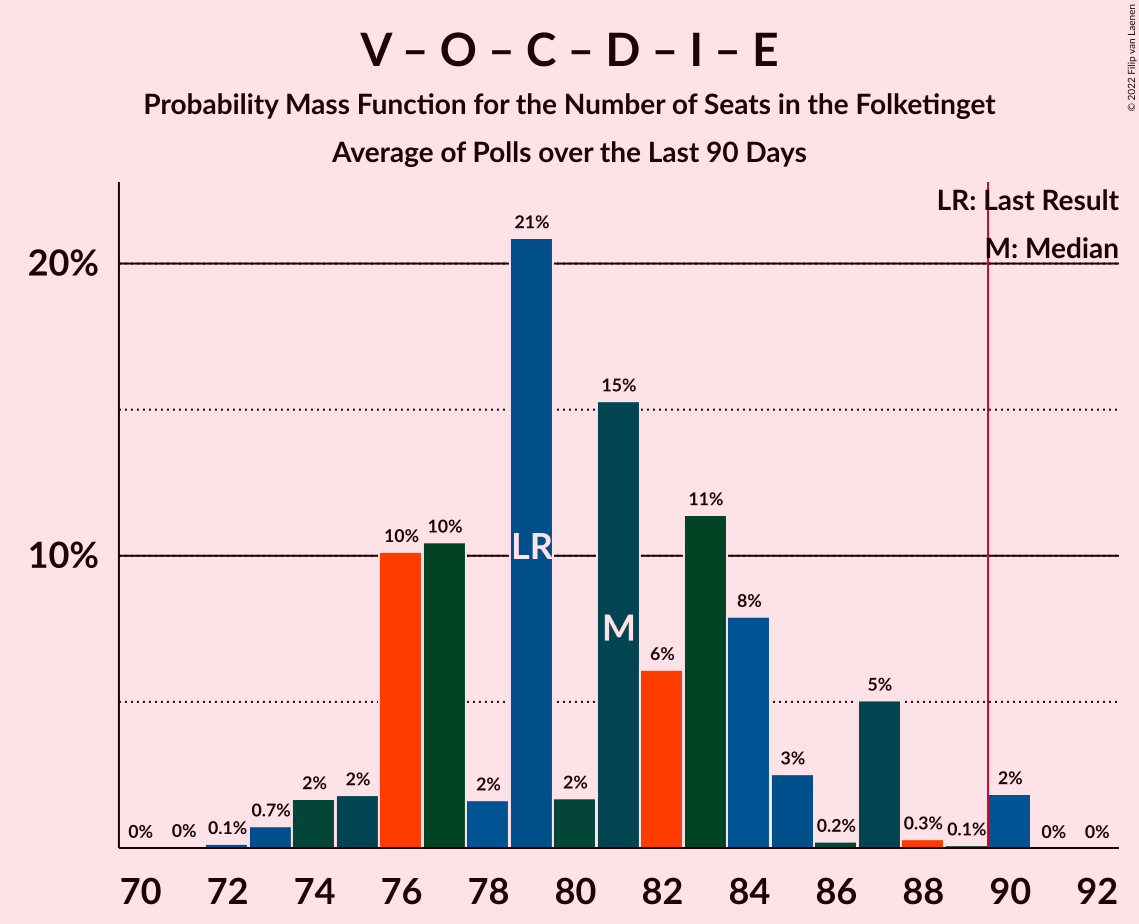 V – O – C – D – I – E
Probability Mass Function for the Number of Seats in the Folketinget
Average of Polls over the Last 90 Days
© 2022 Filip van Laenen
LR: Last Result
M: Median
20%
10%
0%
0%
0.1%
0.7%
2%
2%
10%
10%
2%
21%
2%
15%
6%
11%
8%
3%
0.2%
5%
0.3%
0.1%
2%
0%
0%
LR
M
70 72 74 76 78 80 82 84 86 88 90 92